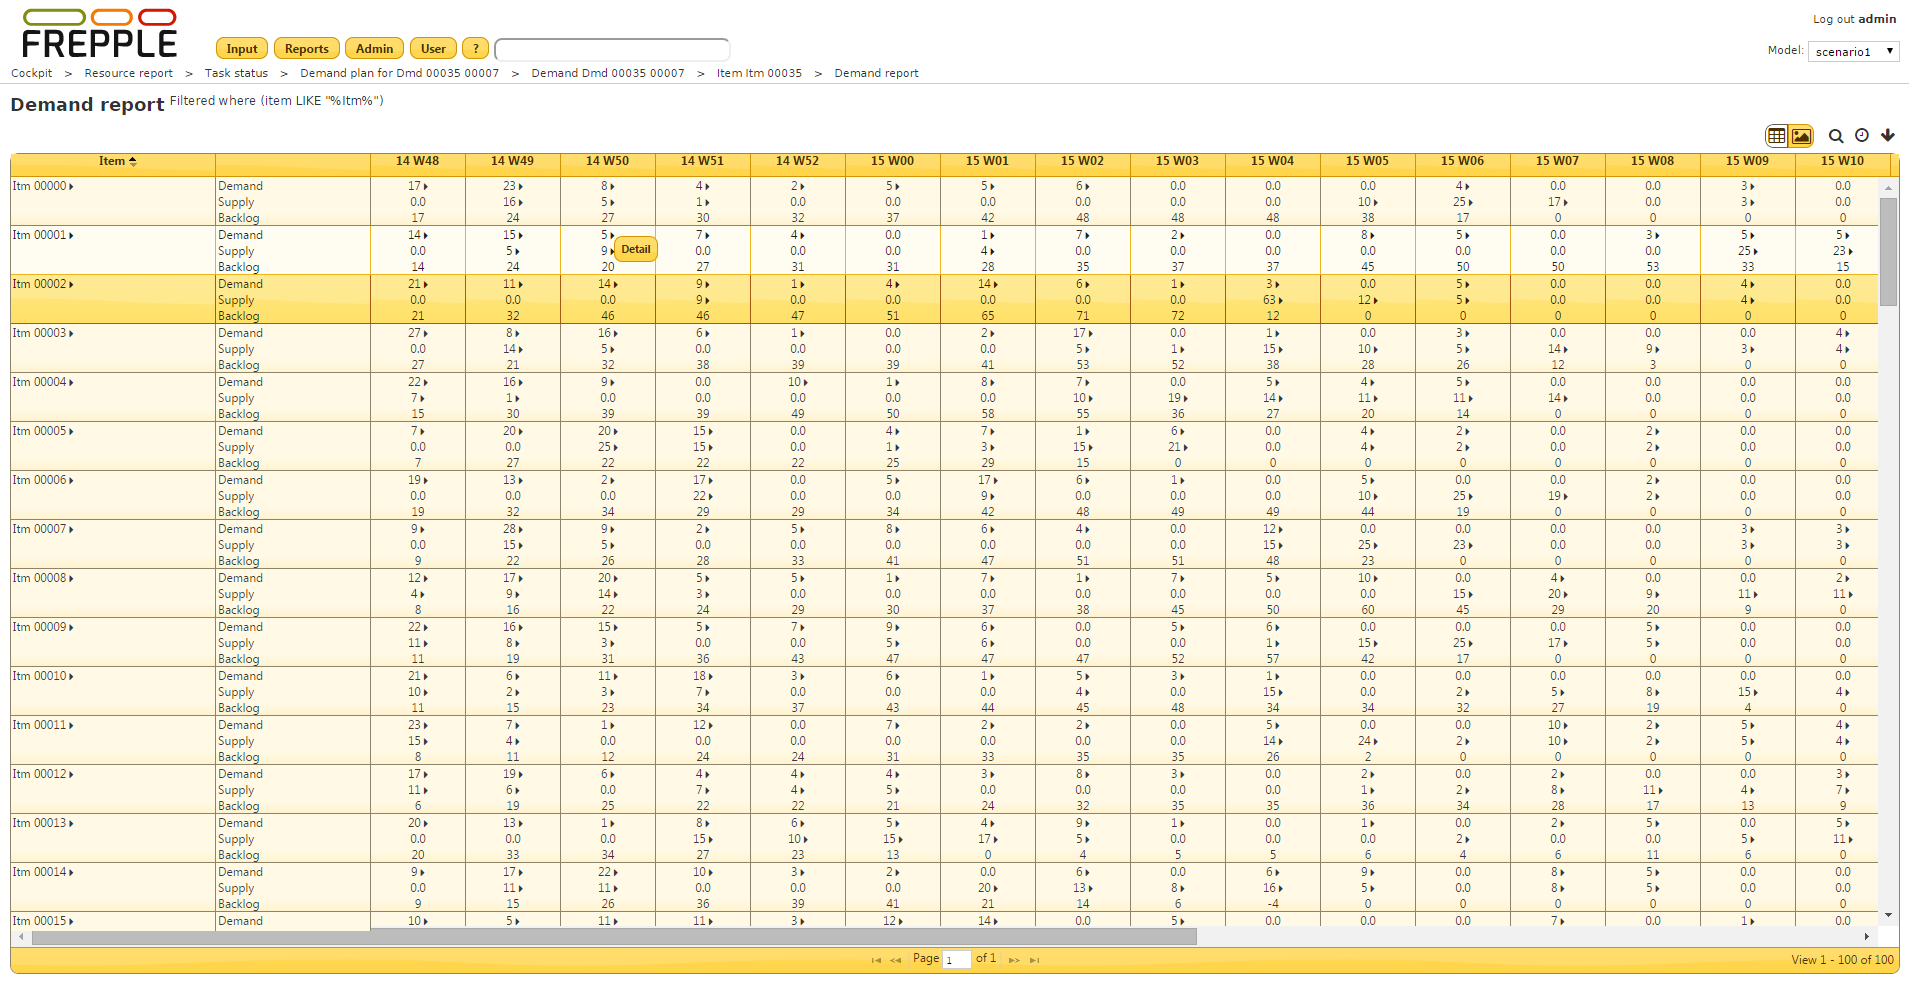 FREPPLE
Log out admin
Input Reports Admin User ?
Model: scenario1
Cockpit > Resource report > Task status > Demand plan for Dmd 00035 00007 > Demand Dmd 00035 00007 > Item Itm 00035 > Demand report
Demand report Filtered where (item LIKE "%Itm%")
Item 14 W48 14 W49 14 W50 14 W51 14 W52 15 W00 15 W01 15 W02 15 W03 15 W04 15 W05 15 W06 15 W07 15 W08 15 W09 15 W10
Itm 00000 Demand 17 23 8 4 2 5 5 6 0.0 0.0 0.0 4 0.0 0.0 3 0.0
Supply 0.0 16 5 1 0.0 0.0 0.0 0.0 0.0 0.0 10 25 17 0.0 3 0.0
Backlog 17 24 27 30 32 37 42 48 48 48 38 17 0 0 0 0
Itm 00001 Demand 14 15 5 7 4 0.0 1 7 2 0.0 8 5 0.0 3 5 5
Supply 0.0 5 9 0.0 0.0 0.0 4 0.0 0.0 0.0 0.0 0.0 0.0 0.0 25 23
Detail
Backlog 14 24 20 27 31 31 28 35 37 37 45 50 50 53 33 15
Itm 00002 Demand 21 11 14 9 1 4 14 6 1 3 0.0 5 0.0 0.0 4 0.0
Supply 0.0 0.0 0.0 9 0.0 0.0 0.0 0.0 0.0 63 12 5 0.0 0.0 4 0.0
Backlog 21 32 46 46 47 51 65 71 72 12 0 0 0 0 0 0
Itm 00003 Demand 27 8 16 6 1 0.0 2 17 0.0 1 0.0 3 0.0 0.0 0.0 4
Supply 0.0 14 5 0.0 0.0 0.0 0.0 5 1 15 10 5 14 9 3 4
Backlog 27 21 32 38 39 39 41 53 52 38 28 26 12 3 0 0
Itm 00004 Demand 22 16 9 0.0 10 1 8 7 0.0 5 4 5 0.0 0.0 0.0 0.0
Supply 7 1 0.0 0.0 0.0 0.0 0.0 10 19 14 11 11 14 0.0 0.0 0.0
Backlog 15 30 39 39 49 50 58 55 36 27 20 14 0 0 0 0
Itm 00005 Demand 7 20 20 15 0.0 4 7 1 6 0.0 4 2 0.0 2 0.0 0.0
Supply 0.0 0.0 25 15 0.0 1 3 15 21 0.0 4 2 0.0 2 0.0 0.0
Backlog 7 27 22 22 22 25 29 15 0 0 0 0 0 0 0 0
Itm 00006 Demand 19 13 2 17 0.0 5 17 6 1 0.0 5 0.0 0.0 2 0.0 0.0
Supply 0.0 0.0 0.0 22 0.0 0.0 9 0.0 0.0 0.0 10 25 19 2 0.0 0.0
Backlog 19 32 34 29 29 34 42 48 49 49 44 19 0 0 0 0
Itm 00007 Demand 9 28 9 2 5 8 6 4 0.0 12 0.0 0.0 0.0 0.0 3 3
Supply 0.0 15 5 0.0 0.0 0.0 0.0 0.0 0.0 15 25 23 0.0 0.0 3 3
Backlog 9 22 26 28 33 41 47 51 51 48 23 0 0 0 0 0
Itm 00008 Demand 12 17 20 5 5 1 7 1 7 5 10 0.0 4 0.0 0.0 2
Supply 4 9 14 3 0.0 0.0 0.0 0.0 0.0 0.0 0.0 15 20 9 11 11
Backlog 8 16 22 24 29 30 37 38 45 50 60 45 29 20 9 0
Itm 00009 Demand 22 16 15 5 7 9 6 0.0 5 6 0.0 0.0 0.0 5 0.0 0.0
Supply 11 8 3 0.0 0.0 5 6 0.0 0.0 1 15 25 17 5 0.0 0.0
Backlog 11 19 31 36 43 47 47 47 52 57 42 17 0 0 0 0
Itm 00010 Demand 21 6 11 18 3 6 1 5 3 1 0.0 0.0 0.0 0.0 0.0 0.0
Supply 10 2 3 7 0.0 0.0 0.0 4 0.0 15 0.0 2 5 8 15 4
Backlog 11 15 23 34 37 43 44 45 48 34 34 32 27 19 4 0
Itm 00011 Demand 23 7 1 12 0.0 7 2 2 0.0 5 0.0 0.0 10 2 5 4
Supply 15 4 0.0 0.0 0.0 0.0 0.0 0.0 0.0 14 24 2 10 2 5 4
Backlog 8 11 12 24 24 31 33 35 35 26 2 0 0 0 0 0
Itm 00012 Demand 17 19 6 4 4 4 3 8 3 0.0 2 0.0 2 0.0 0.0 3
Supply 11 6 0.0 7 4 5 0.0 0.0 0.0 0.0 1 2 8 11 4 7
Backlog 6 19 25 22 22 21 24 32 35 35 36 34 28 17 13 9
Itm 00013 Demand 20 13 1 8 6 5 4 9 1 0.0 1 0.0 2 5 0.0 5
Supply 0.0 0.0 0.0 15 10 15 17 5 0.0 0.0 0.0 2 0.0 0.0 5 11
Backlog 20 33 34 27 23 13 0 4 5 5 6 4 6 11 6 0
Itm 00014 Demand 9 17 22 10 3 2 0.0 6 0.0 6 9 0.0 8 5 0.0 0.0
Supply 0.0 11 11 0.0 0.0 0.0 20 13 8 16 5 0.0 8 5 0.0 0.0
Backlog 9 15 26 36 39 41 21 14 6 -4 0 0 0 0 0 0
Itm 00015 Demand 10 5 11 11 3 12 14 0.0 5 0.0 0.0 0.0 7 0.0 1 0.0
Page 1 of 1
View 1 - 100 of 100